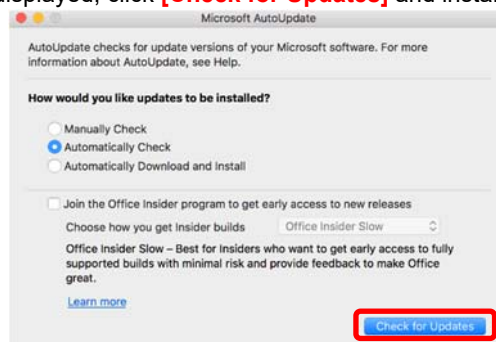 displayed, click [Check for Updates] and install
Microsoft AutoUpdate
AutoUpdate checks for update versions of your Microsoft software. For more
information about AutoUpdate, see Help.
How would you like updates to be installed?
Manually Check
Automatically Check
Automatically Download and Install
Join the Office Insider program to get early access to new releases
Choose how you get Insider builds Office Insider Slow
Office Insider Slow – Best for Insiders who want to get early access to fully
supported builds with minimal risk and provide feedback to make Office
great.
Learn more
Check for Updates